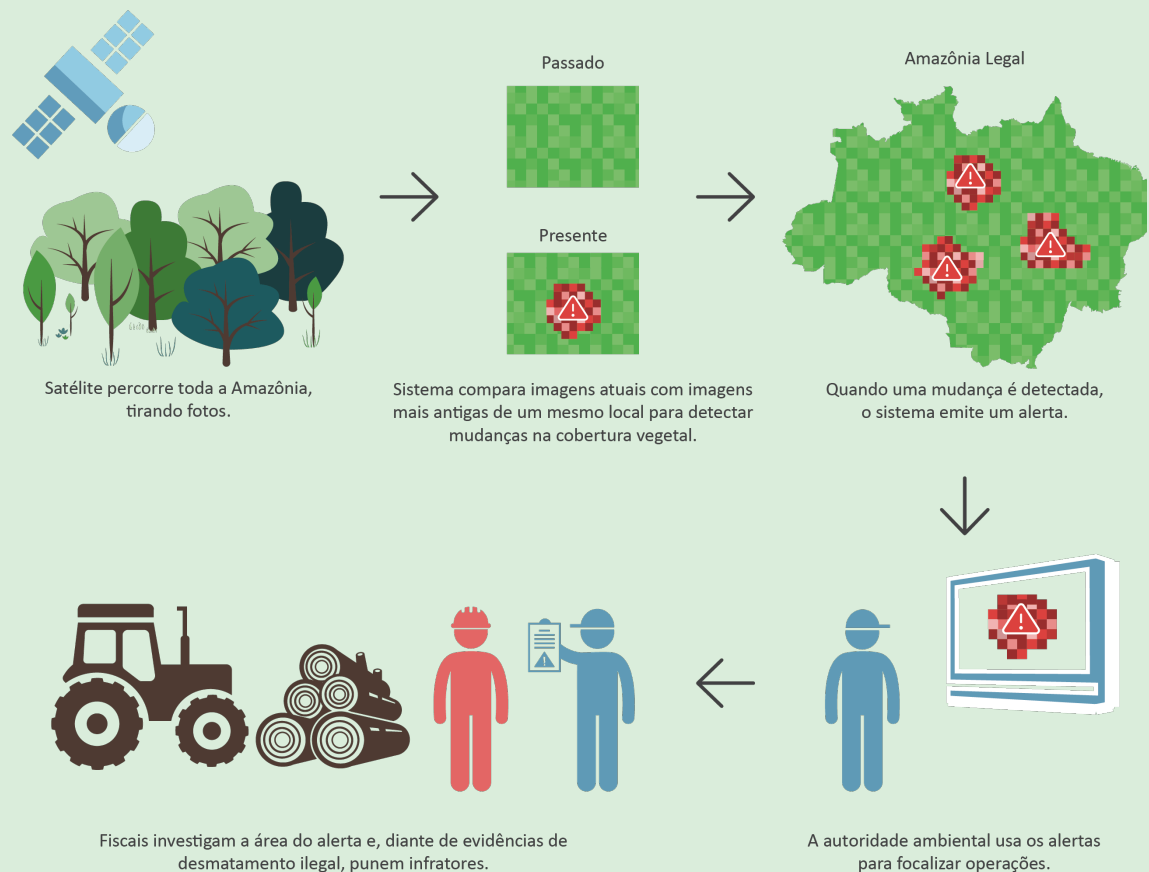 Passado
Amazônia Legal
Presente
Satélite percorre toda a Amazônia,
tirando fotos.
Sistema compara imagens atuais com imagens
mais antigas de um mesmo local para detectar
mudanças na cobertura vegetal.
Quando uma mudança é detectada,
o sistema emite um alerta.
A autoridade ambiental usa os alertas
para focalizar operações.
Fiscais investigam a área do alerta e, diante de evidências de
desmatamento ilegal, punem infratores.